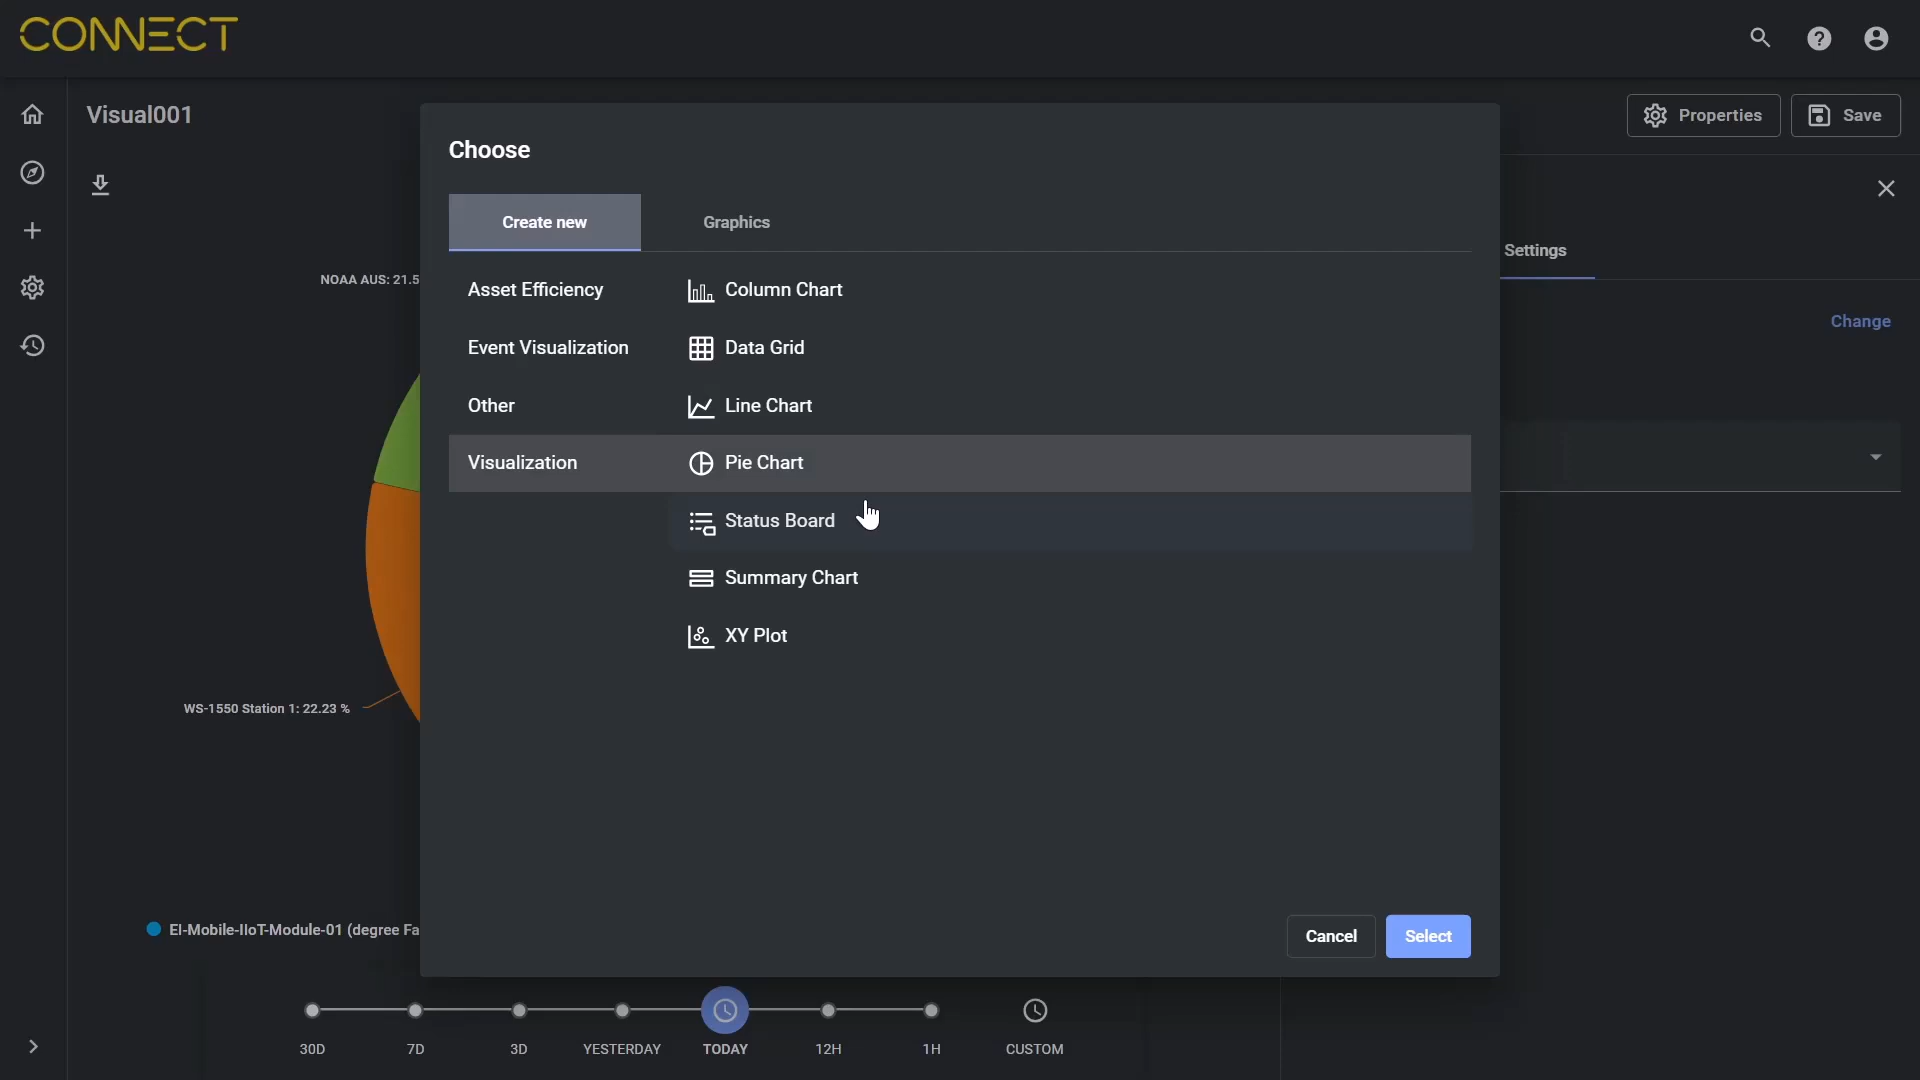 CONNECT
Visual001
Properties
Save
Choose
Create new
Graphics
Settings
NOAA AUS: 21.5
Asset Efficiency
Column Chart
Change
Event Visualization
Data Grid
Other
Line Chart
Visualization
Pie Chart
Status Board
Summary Chart
XY Plot
WS-1550 Station 1: 22.23 %
EI-Mobile-IIoT-Module-01 (degree Fa
Cancel
Select
30D
7D
3D
YESTERDAY
TODAY
12H
1H
CUSTOM